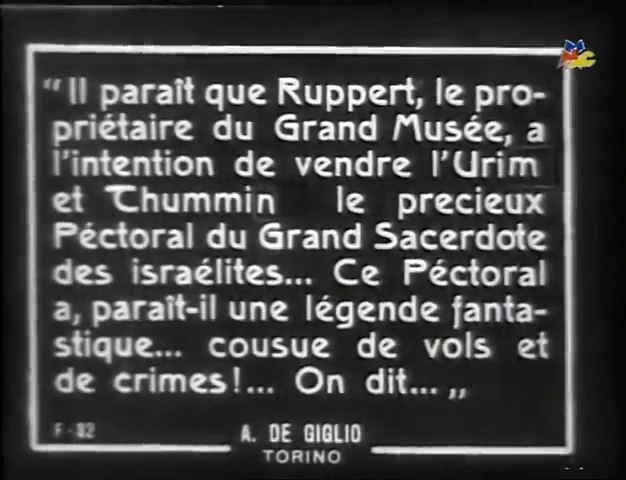 “Il paraît que Ruppert, le pro-
priétaire du Grand Musée, a
l'intention de vendre l'Urim
et Thummin le precieux
Péctoral du Grand Sacerdote
des israélites... Ce Péctoral
a, paraît-il une légende fanta-
stique... cousue de vols et
de crimes!... On dit... „
F-32
A. DE GIGLIO
TORINO